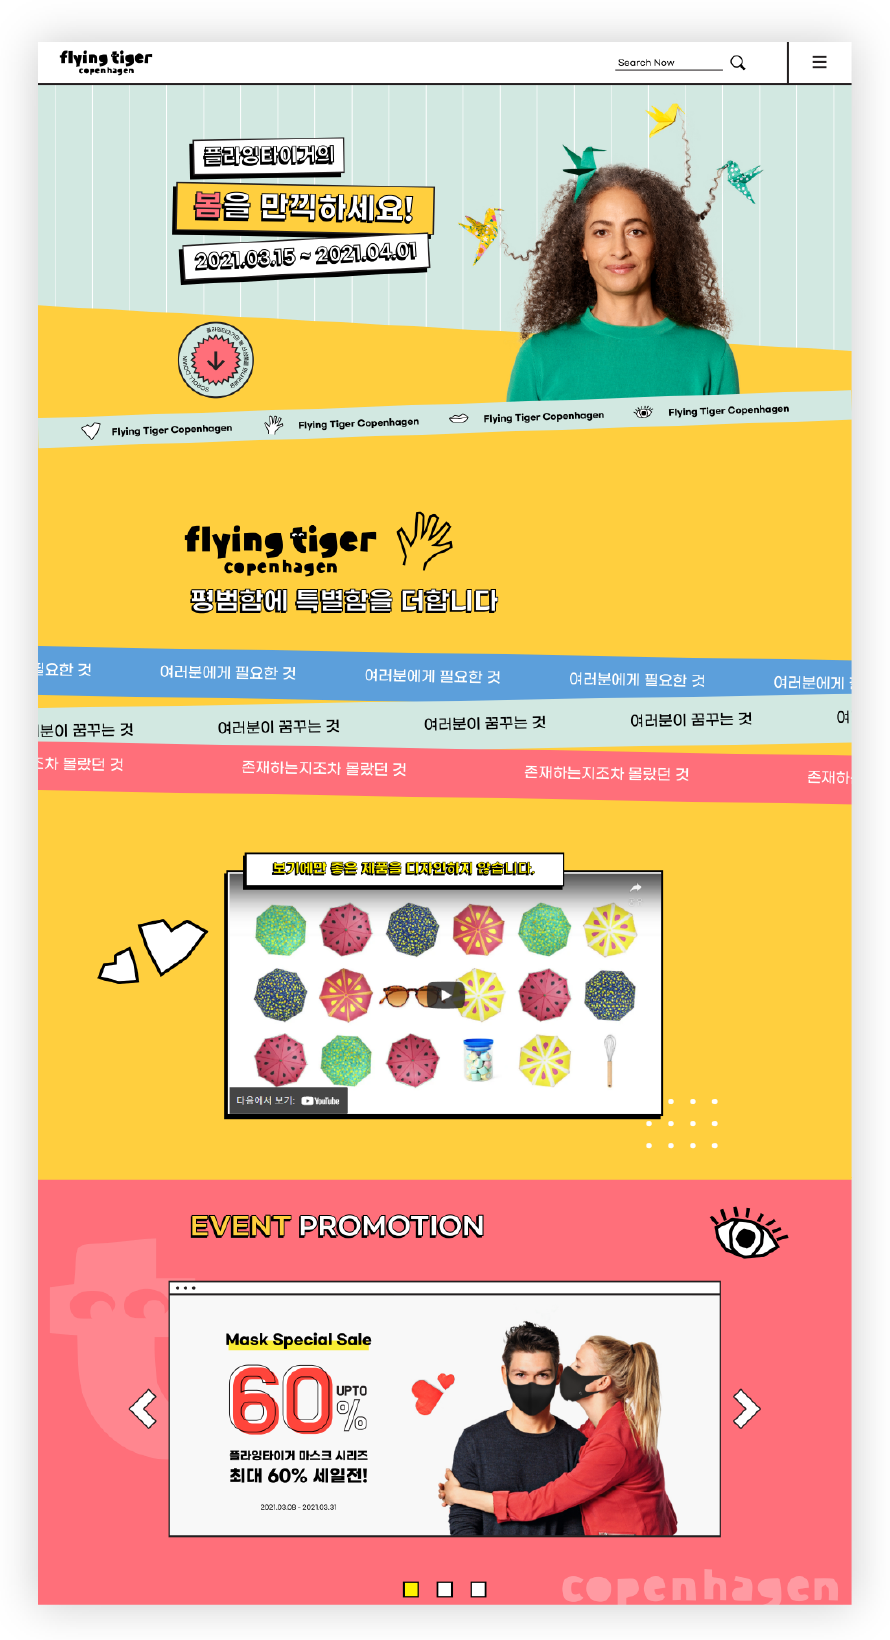 flying tiger
copenhagen
Search Now
플라잉타이거의
봄을 만끽하세요!
2021.03.15 ~ 2021.04.01
SCROLL DOWN
Flying Tiger Copenhagen
Flying Tiger Copenhagen
Flying Tiger Copenhagen
Flying Tiger Copenhagen
flying tiger
copenhagen
평범함에 특별함을 더합니다
필요한 것 여러분에게 필요한 것 여러분에게 필요한 것 여러분에게 필요한 것 여러분에게
분이 꿈꾸는 것 여러분이 꿈꾸는 것 여러분이 꿈꾸는 것 여러분이 꿈꾸는 것 여
조차 몰랐던 것 존재하는지조차 몰랐던 것 존재하는지조차 몰랐던 것 존재하
보기에만 좋은 제품을 디자인하지 않습니다.
다음에서 보기: YouTube
EVENT PROMOTION
Mask Special Sale
60% UPTO
플라잉타이거 마스크 시리즈
최대 60% 세일전!
2021.03.08 - 2021.03.31
copenhagen